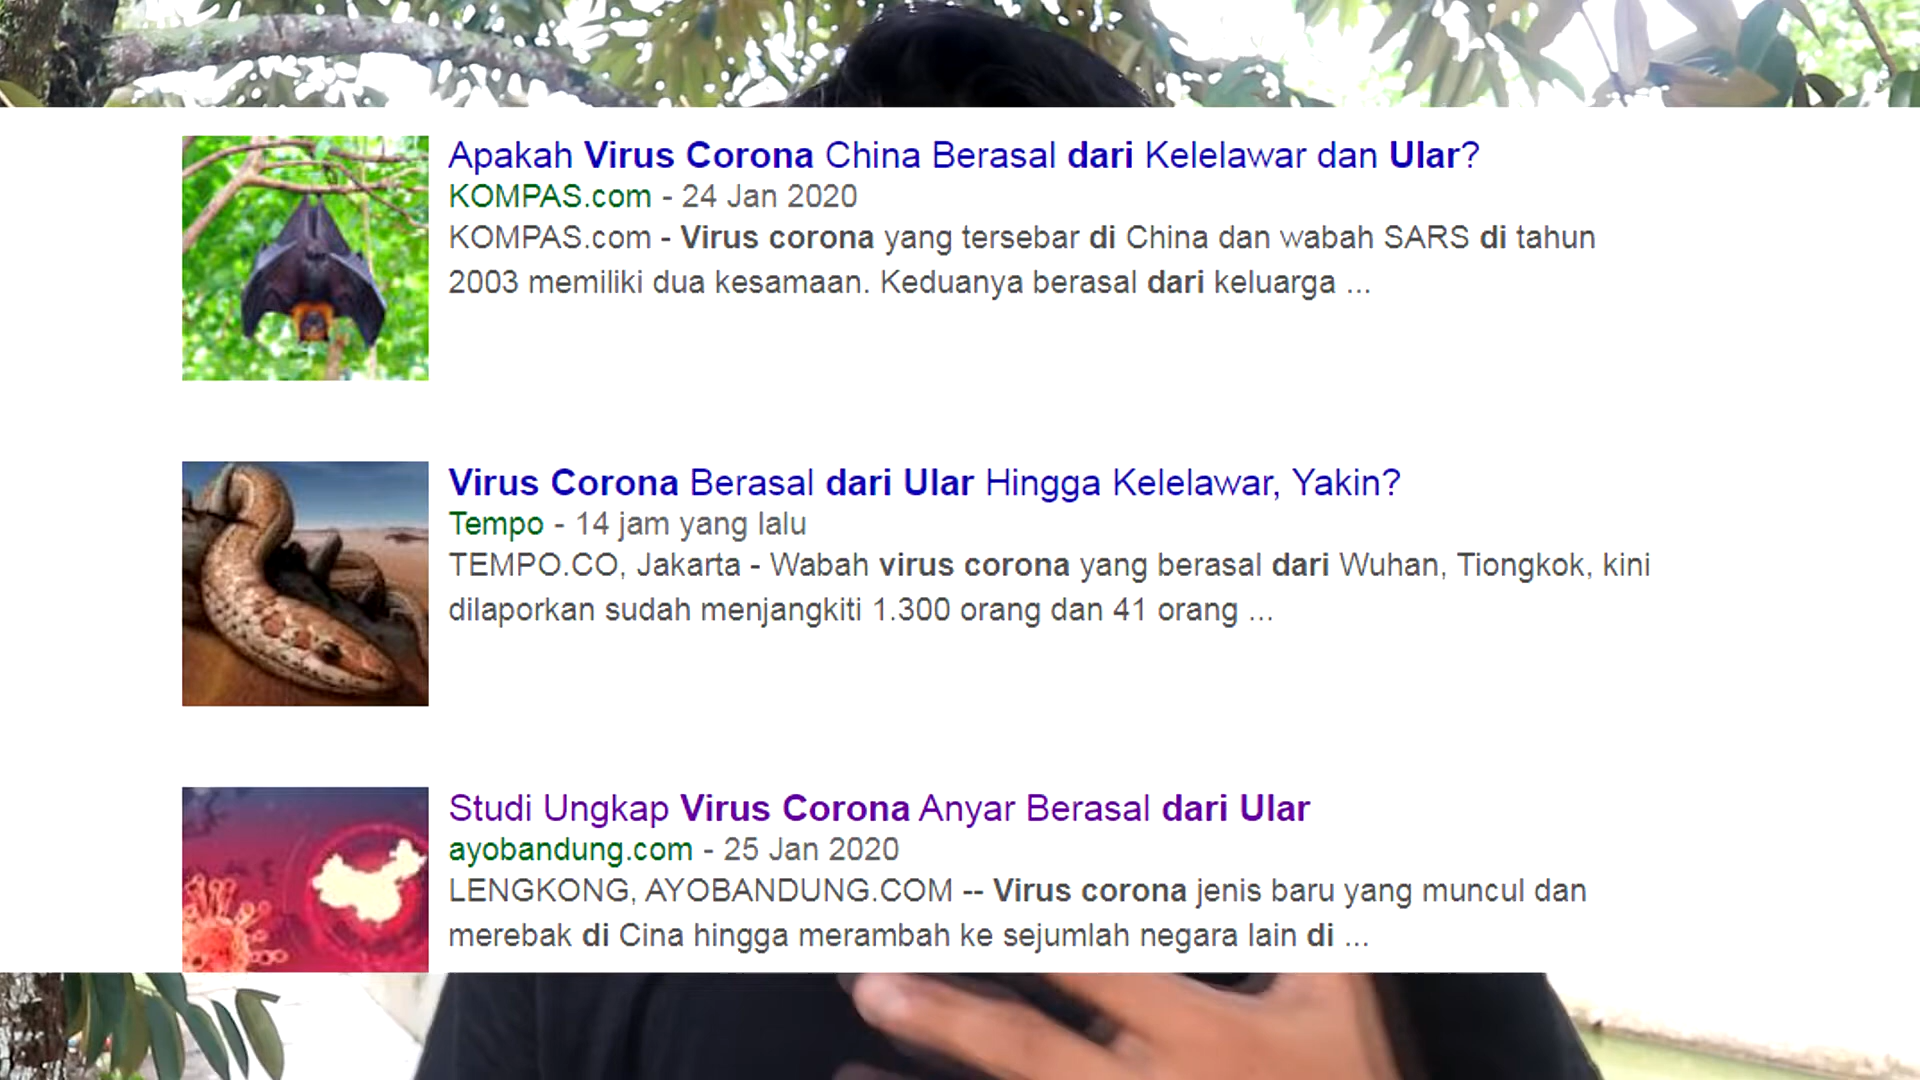 Apakah Virus Corona China Berasal dari Kelelawar dan Ular?
KOMPAS.com - 24 Jan 2020
KOMPAS.com - Virus corona yang tersebar di China dan wabah SARS di tahun
2003 memiliki dua kesamaan. Keduanya berasal dari keluarga ...
Virus Corona Berasal dari Ular Hingga Kelelawar, Yakin?
Tempo - 14 jam yang lalu
TEMPO.CO, Jakarta - Wabah virus corona yang berasal dari Wuhan, Tiongkok, kini
dilaporkan sudah menjangkiti 1.300 orang dan 41 orang ...
Studi Ungkap Virus Corona Anyar Berasal dari Ular
ayobandung.com - 25 Jan 2020
LENGKONG, AYOBANDUNG.COM -- Virus corona jenis baru yang muncul dan
merebak di Cina hingga merambah ke sejumlah negara lain di ...